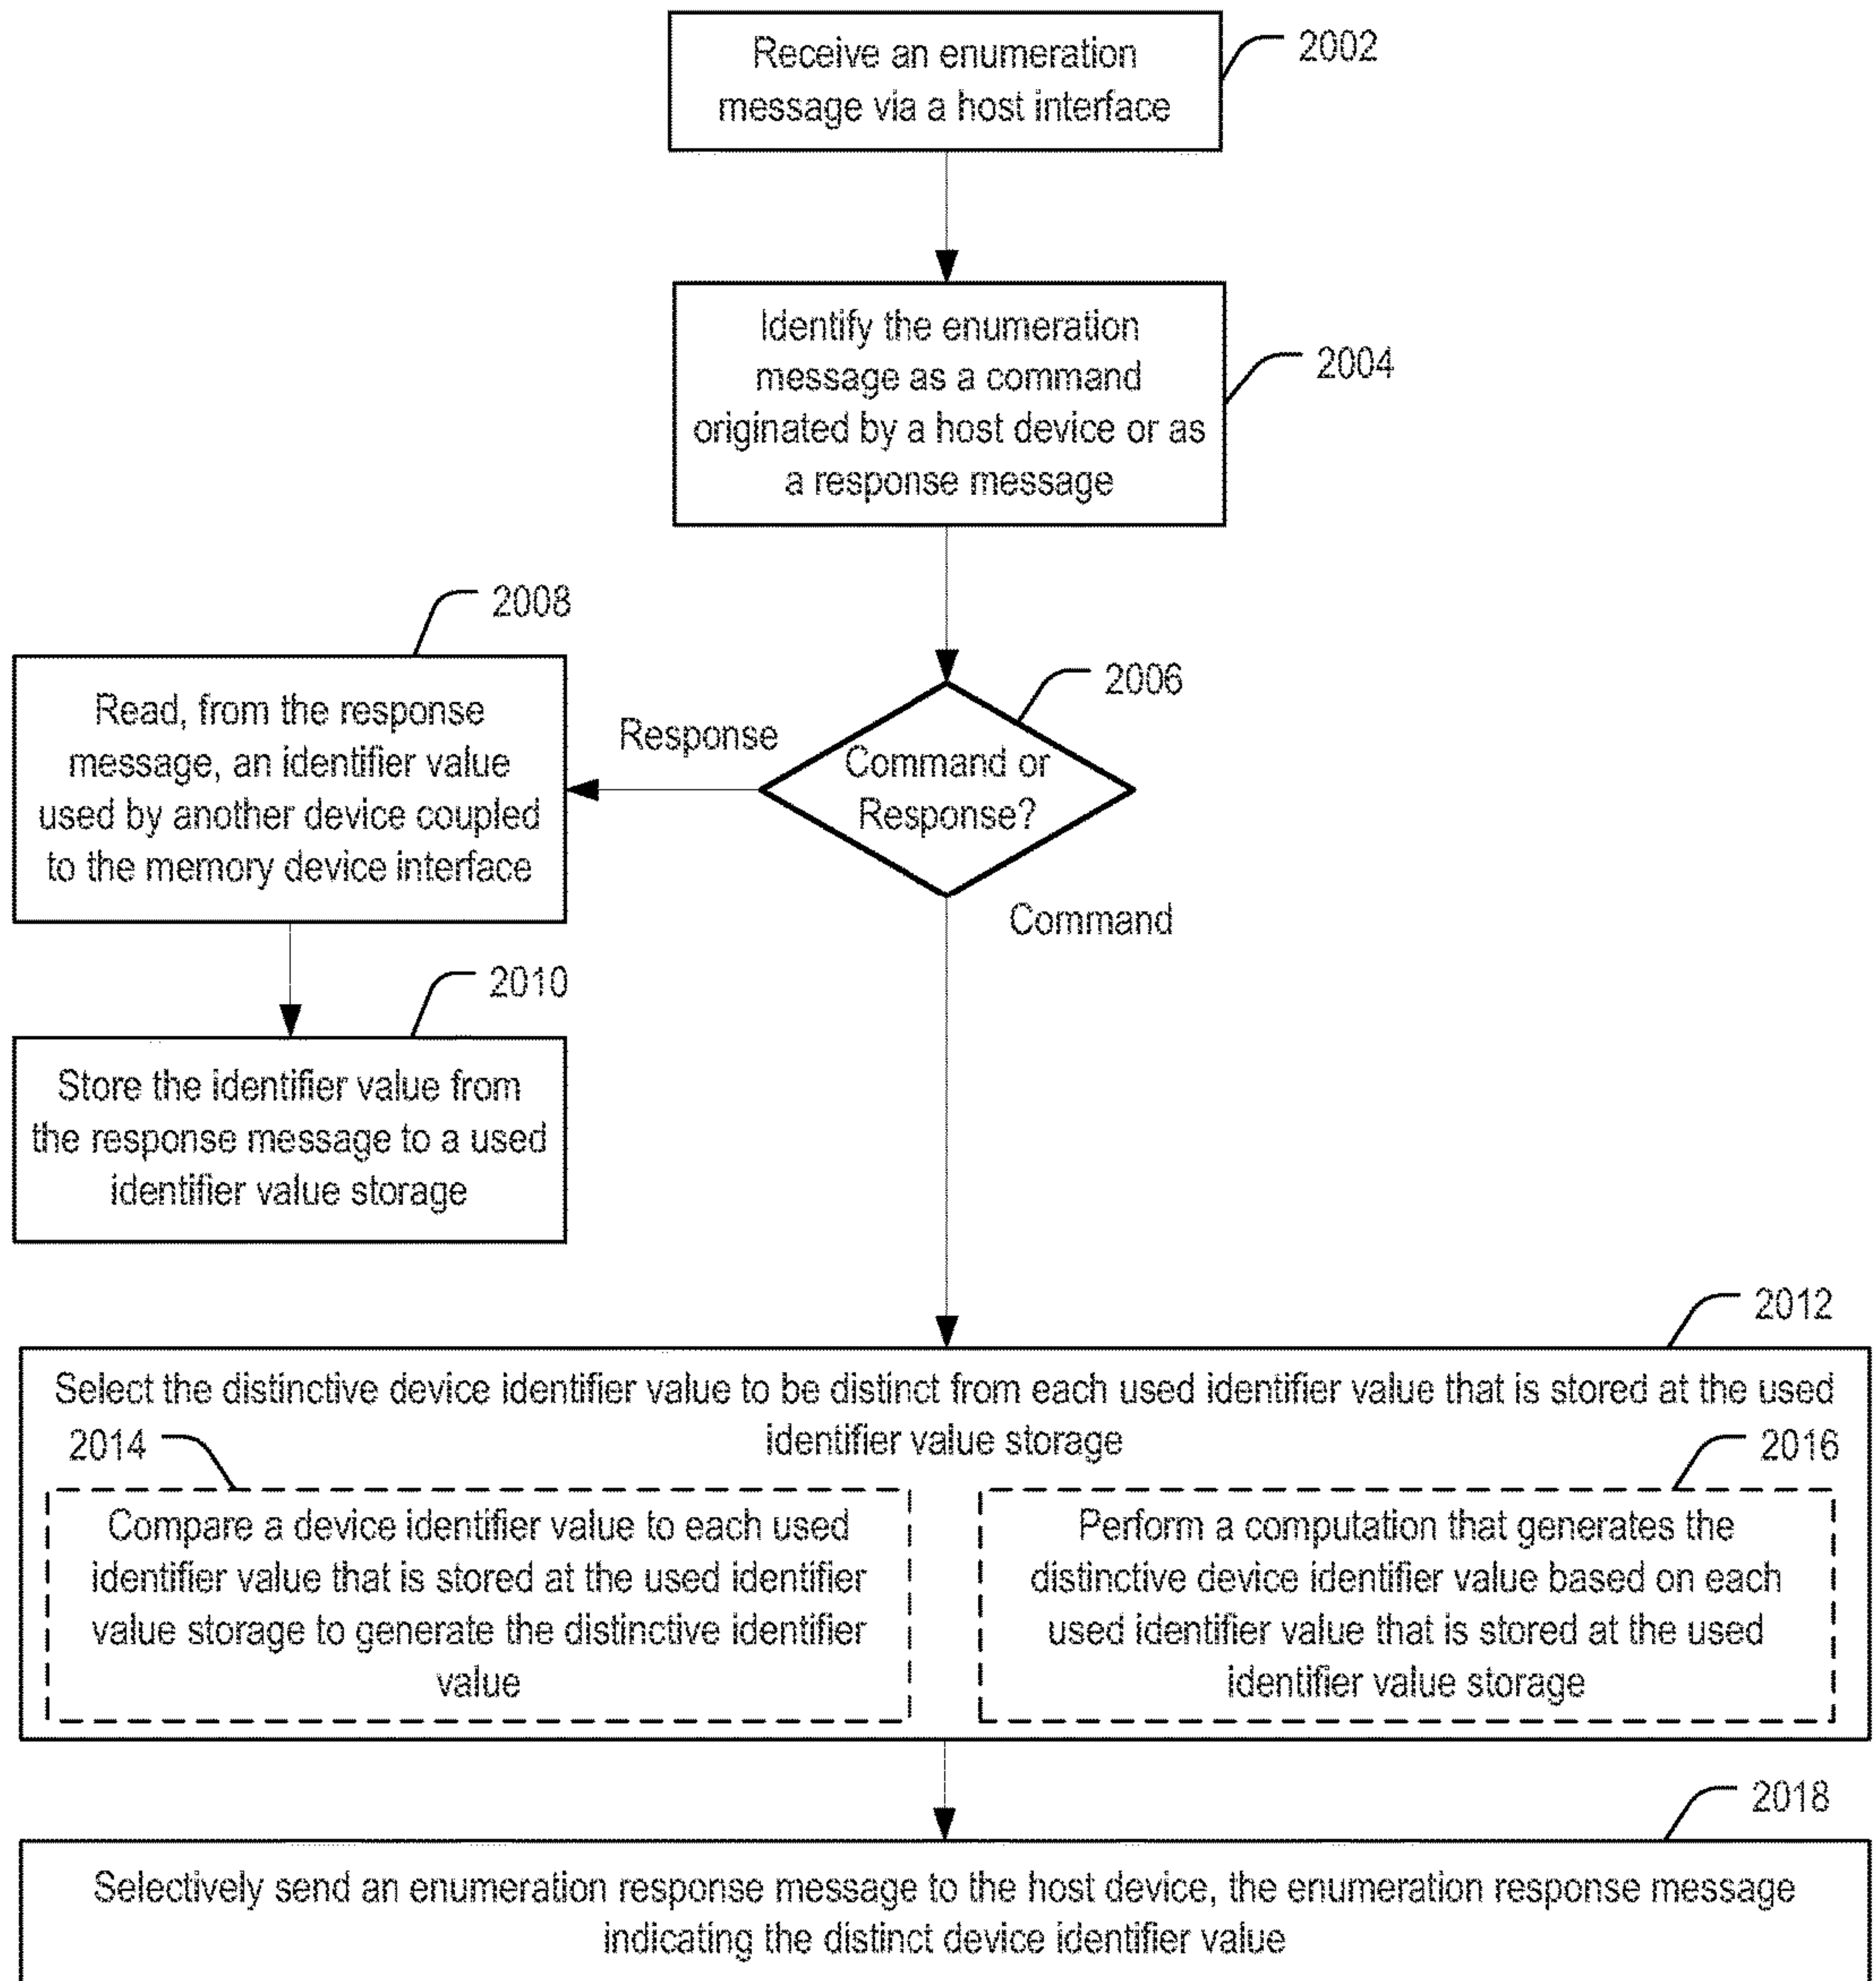 Receive an enumeration
message via a host interface
2002
Identify the enumeration
message as a command
originated by a host device or as
a response message
2004
2008
Read, from the response
message, an identifier value
used by another device coupled
to the memory device interface
Response
2006
Command or
Response?
Command
2010
Store the identifier value from
the response message to a used
identifier value storage
2012
Select the distinctive device identifier value to be distinct from each used identifier value that is stored at the used
identifier value storage
2014
Compare a device identifier value to each used
identifier value that is stored at the used identifier
value storage to generate the distinctive identifier
value
2016
Perform a computation that generates the
distinctive device identifier value based on each
used identifier value that is stored at the used
identifier value storage
2018
Selectively send an enumeration response message to the host device, the enumeration response message
indicating the distinct device identifier value